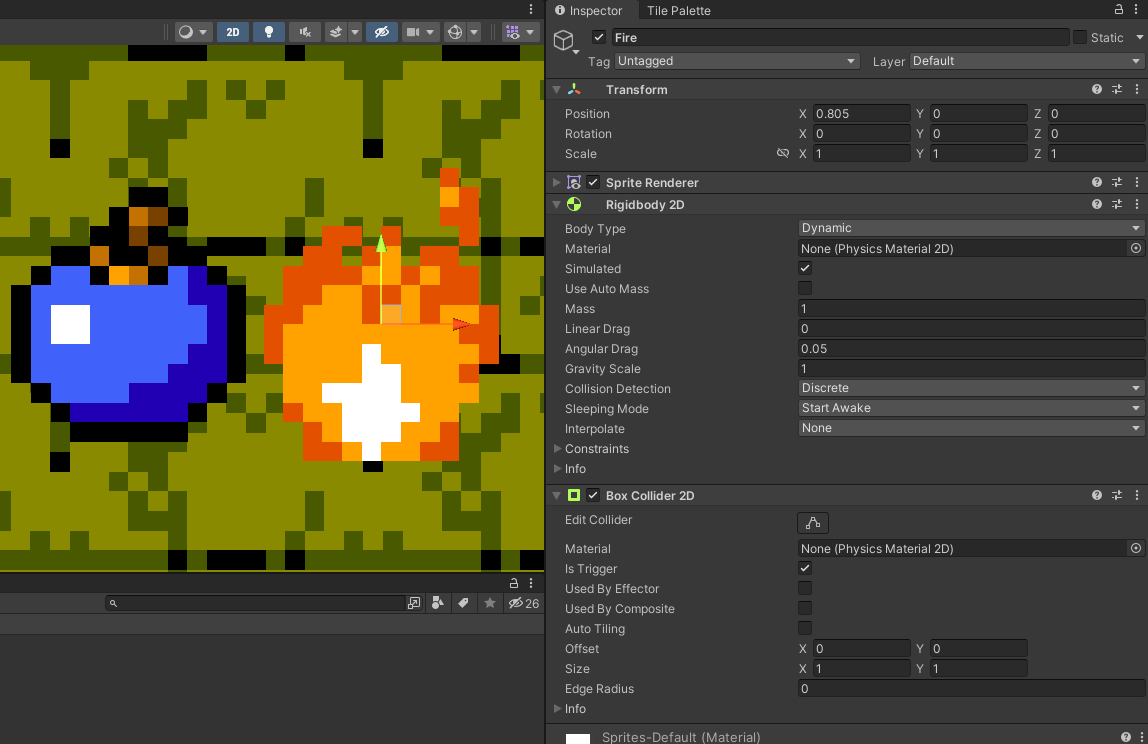 Inspector Tile Palette
2D
Fire Static
Tag Untagged Layer Default
Transform
Position X 0.805 Y 0 Z 0
Rotation X 0 Y 0 Z 0
Scale X 1 Y 1 Z 1
Sprite Renderer
Rigidbody 2D
Body Type Dynamic
Material None (Physics Material 2D)
Simulated
Use Auto Mass
Mass 1
Linear Drag 0
Angular Drag 0.05
Gravity Scale 1
Collision Detection Discrete
Sleeping Mode Start Awake
Interpolate None
Constraints
Info
Box Collider 2D
Edit Collider
Material None (Physics Material 2D)
Is Trigger
Used By Effector
26
Used By Composite
Auto Tiling
Offset X 0 Y 0
Size X 1 Y 1
Edge Radius 0
Info
Sprites-Default (Material)